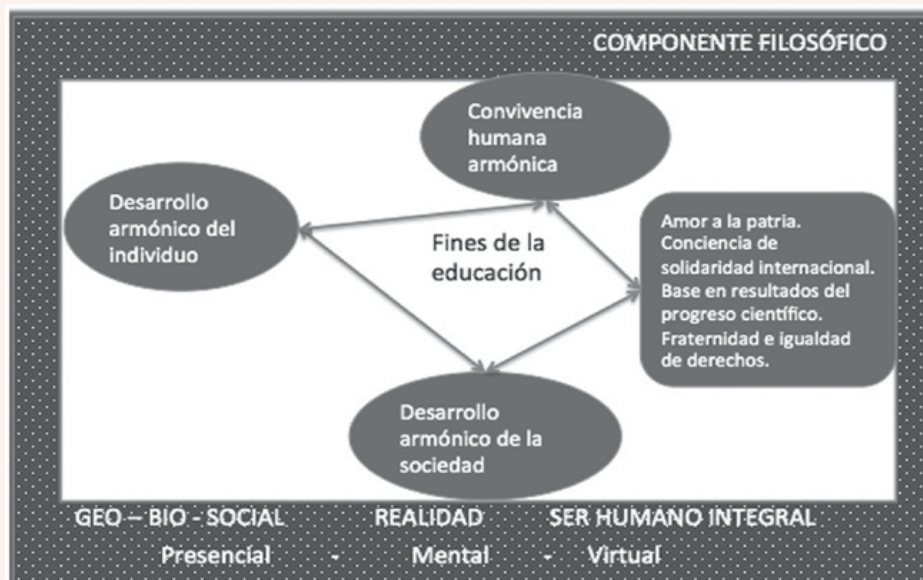 COMPONENTE FILOSÓFICO
Convivencia
humana
armónica
Desarrollo
armónico del
individuo
Fines de la
educación
Amor a la patria.
Conciencia de
solidaridad internacional.
Base en resultados del
progreso científico.
Fraternidad e igualdad
de derechos.
Desarrollo
armónico de la
sociedad
GEO – BIO - SOCIAL REALIDAD SER HUMANO INTEGRAL
Presencial - Mental - Virtual